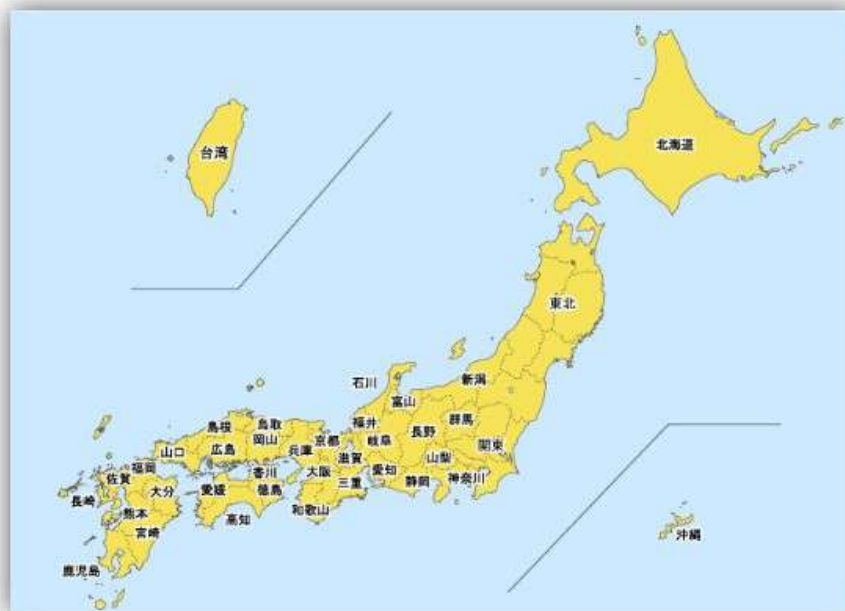 台湾
北海道
東北
石川
新潟
富山
島根
鳥取
福井
群馬
岡山
京都
岐阜
長野
関東
山口
広島
兵庫
滋賀
山梨
福岡
香川
大阪
愛知
神奈川
佐賀
大分
愛媛
徳島
三重
静岡
長崎
熊本
高知
和歌山
宮崎
沖縄
鹿児島